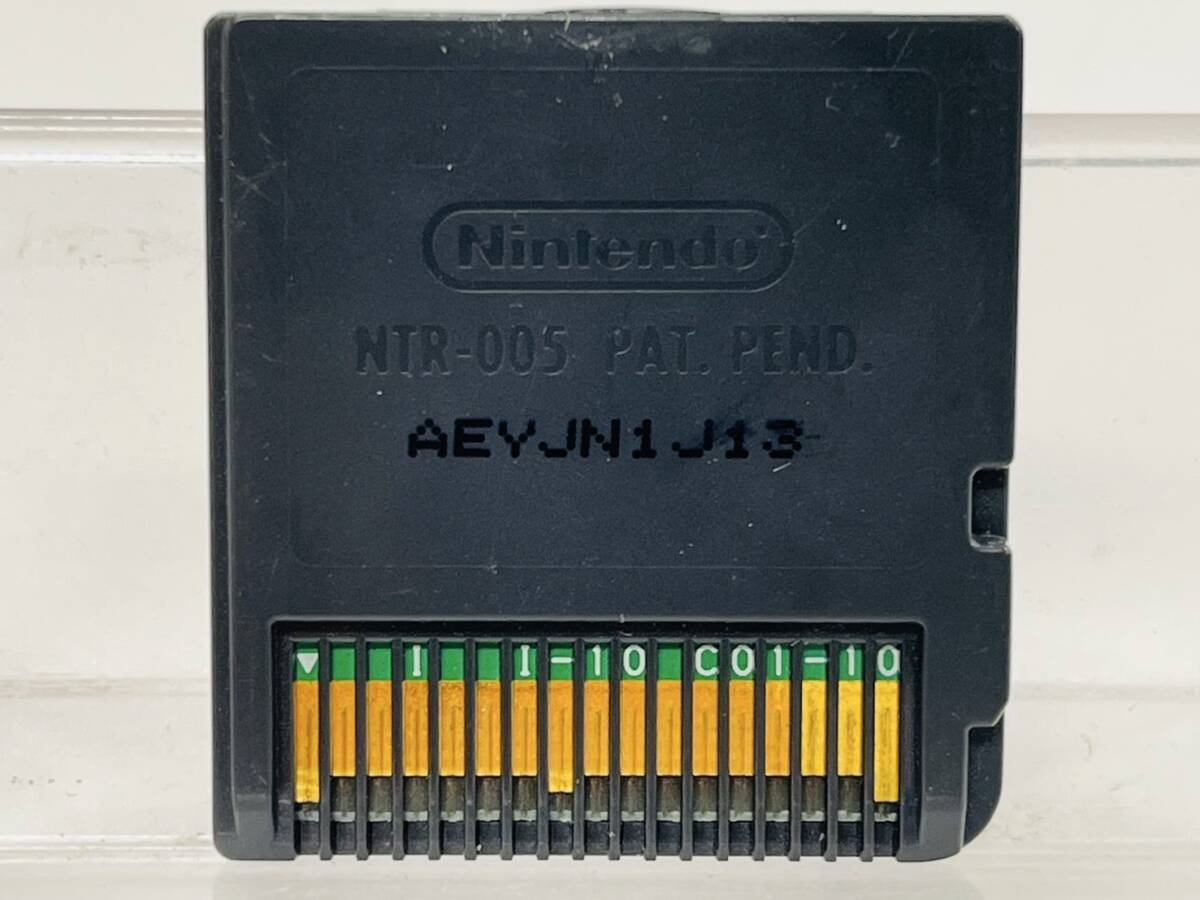 Nintendo
NTR-005 PAT. PEND.
AEYJN1J13
▼ I I-10 C01-10